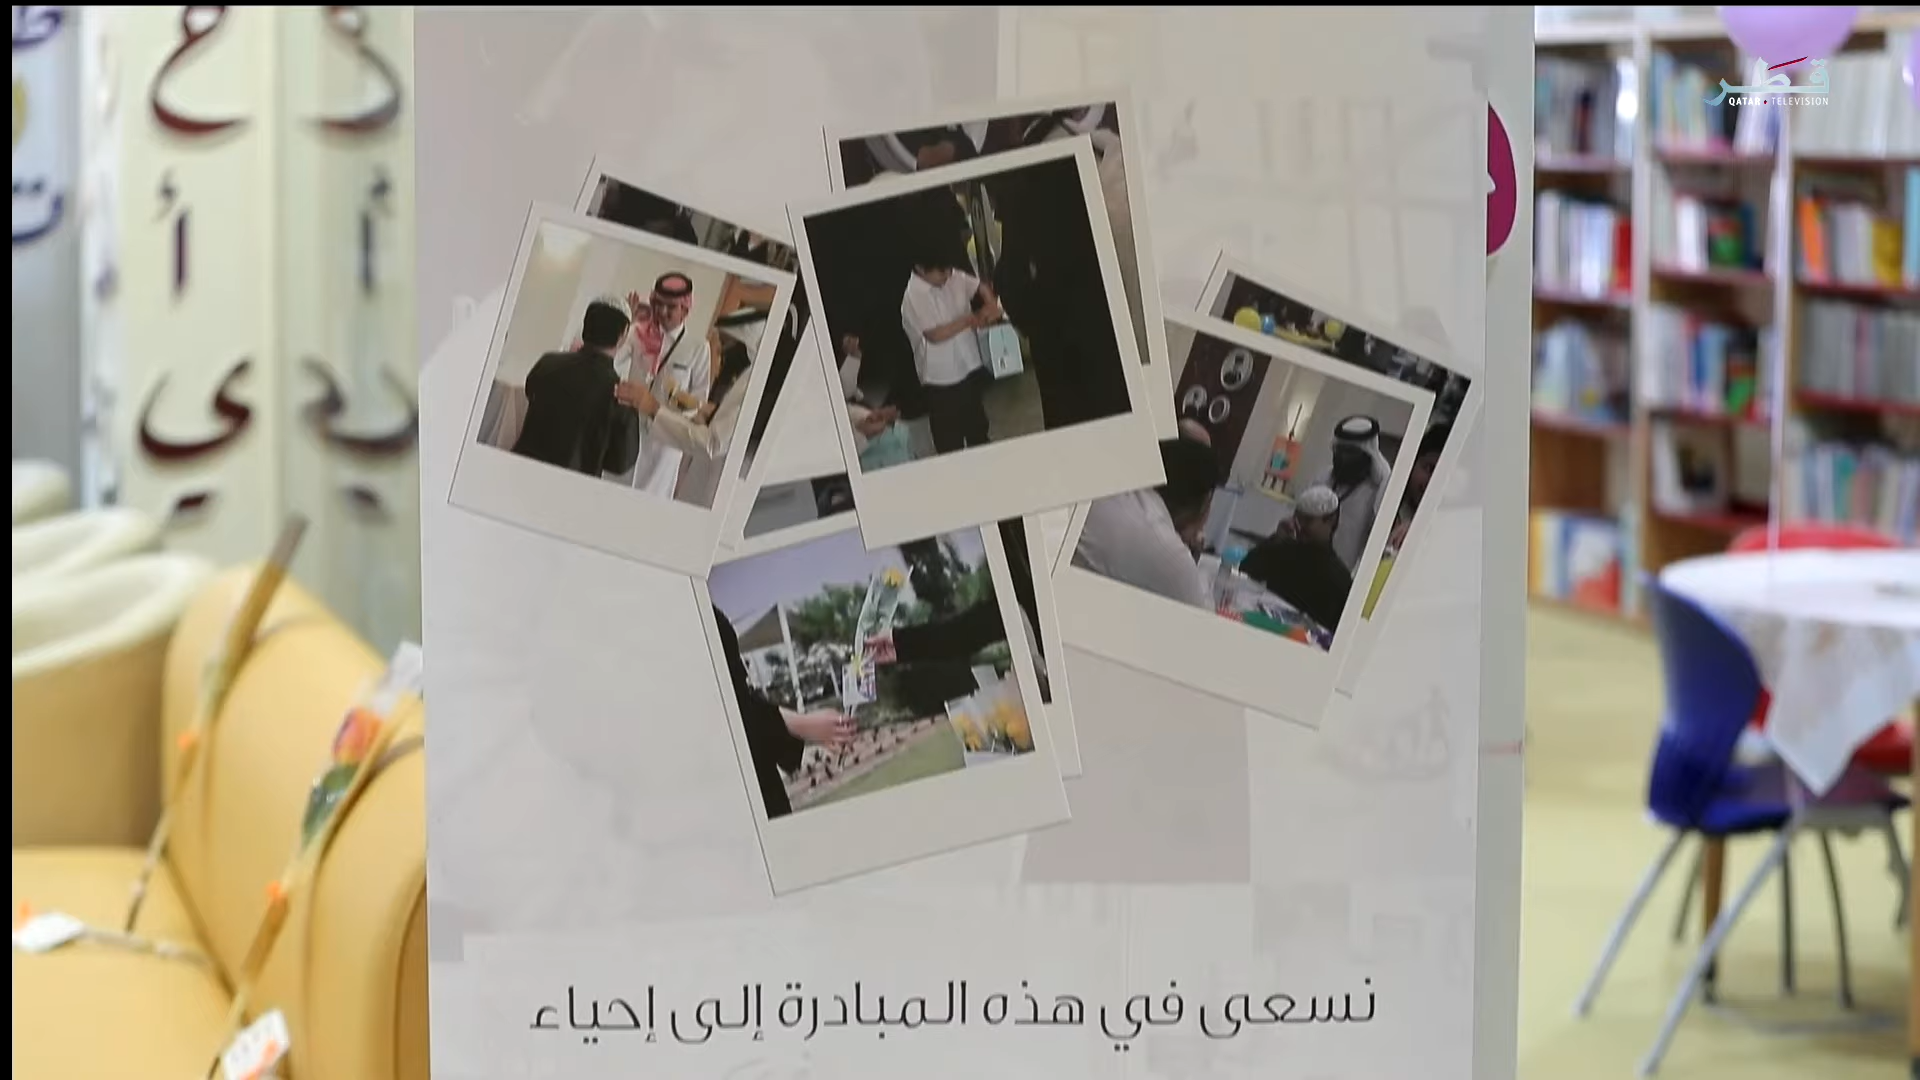 قطر
QATAR TELEVISION
نسعى في هذه المبادرة إلى إحياء